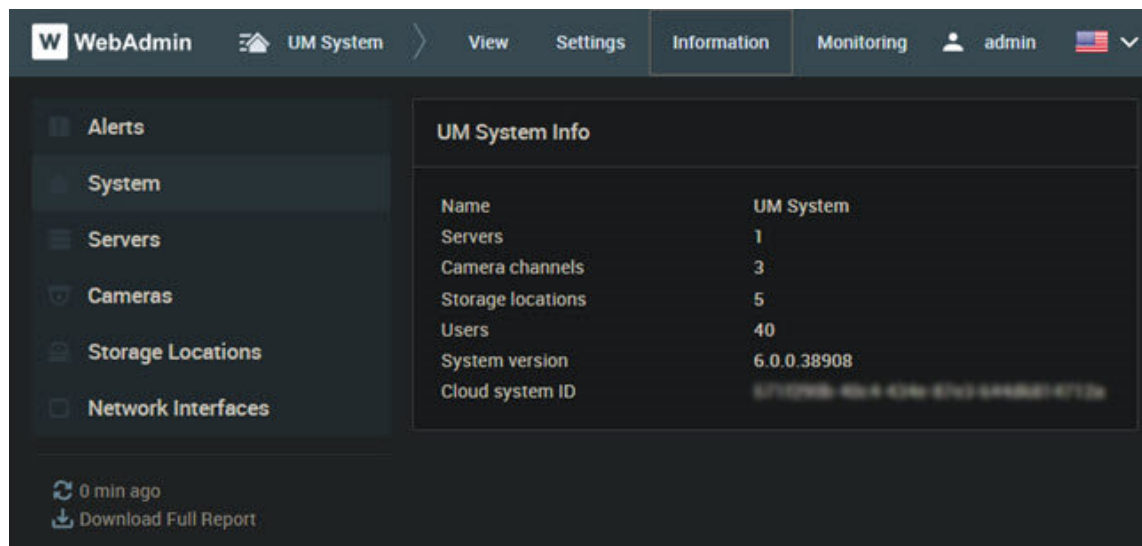 W WebAdmin UM System View Settings Information Monitoring admin
Alerts
System
Servers
Cameras
Storage Locations
Network Interfaces
0 min ago
Download Full Report
UM System Info
Name UM System
Servers 1
Camera channels 3
Storage locations 5
Users 40
System version 6.0.0.38908
Cloud system ID